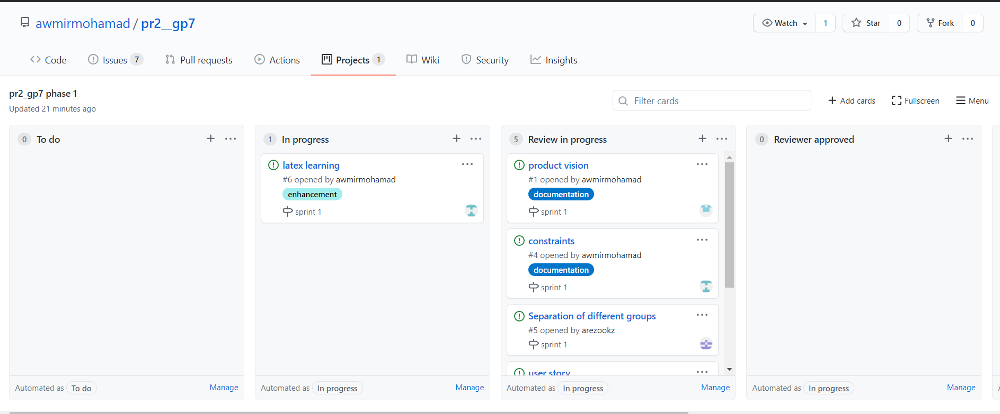 awmirmohamad / pr2__gp7
Watch 1 Star 0 Fork 0
Code Issues 7 Pull requests Actions Projects 1 Wiki Security Insights
pr2_gp7 phase 1
Updated 21 minutes ago
Filter cards
Add cards Fullscreen Menu
0 To do
Automated as To do Manage
1 In progress
latex learning
#6 opened by awmirmohamad
enhancement
sprint 1
Automated as In progress Manage
5 Review in progress
product vision
#1 opened by awmirmohamad
documentation
sprint 1
constraints
#4 opened by awmirmohamad
documentation
sprint 1
Separation of different groups
#5 opened by arezookz
sprint 1
user story
Automated as In progress Manage
0 Reviewer approved
Automated as In progress Manage